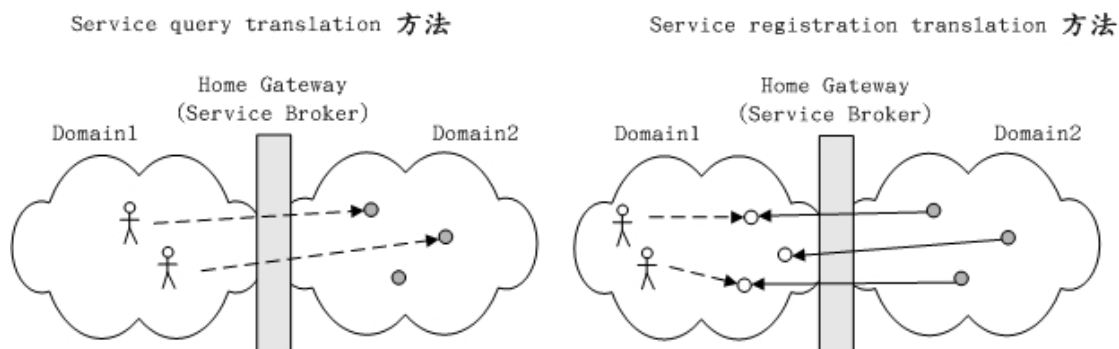 Service query translation 方法
Home Gateway
(Service Broker)
Domain1
Domain2
Service registration translation 方法
Home Gateway
(Service Broker)
Domain1
Domain2